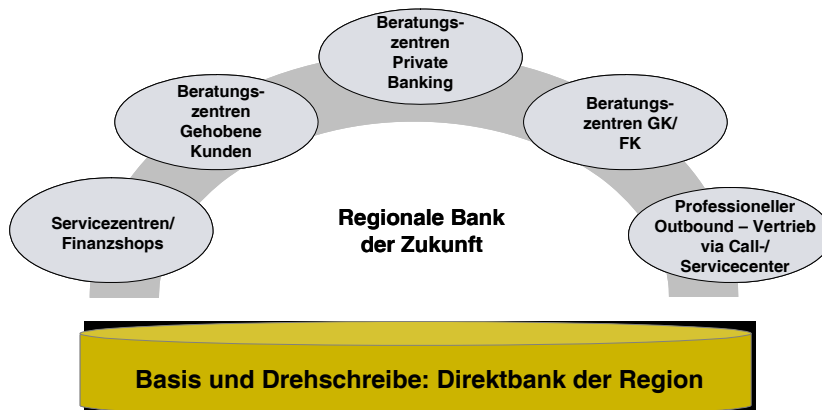 Beratungs-
zentren
Private
Banking
Beratungs-
zentren
Gehobene
Kunden
Beratungs-
zentren GK/
FK
Servicezentren/
Finanzshops
Regionale Bank
der Zukunft
Professioneller
Outbound – Vertrieb
via Call-/
Servicecenter
Basis und Drehschreibe: Direktbank der Region